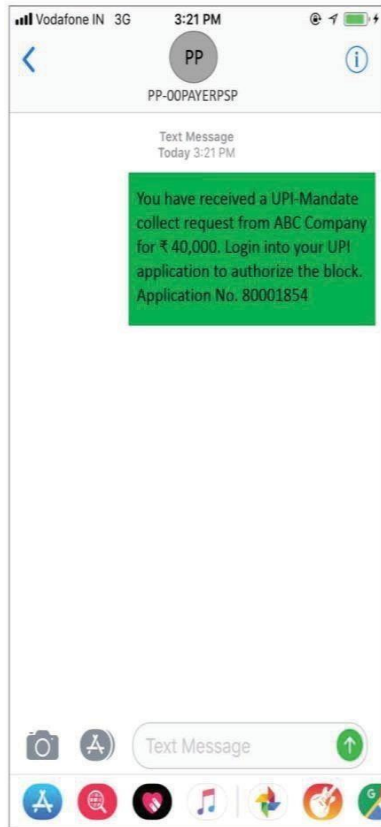 Vodafone IN 3G 3:21 PM
PP
PP-00PAYERPSP
Text Message
Today 3:21 PM
You have received a UPI-Mandate
collect request from ABC Company
for ₹ 40,000. Login into your UPI
application to authorize the block.
Application No. 80001854
Text Message
G